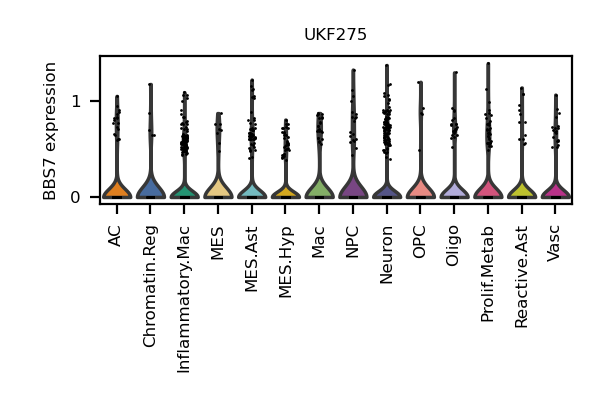 UKF275
BBS7 expression
1
0
AC
Chromatin.Reg
Inflammatory.Mac
MES
MES.Ast
MES.Hyp
Mac
NPC
Neuron
OPC
Oligo
Prolif.Metab
Reactive.Ast
Vasc